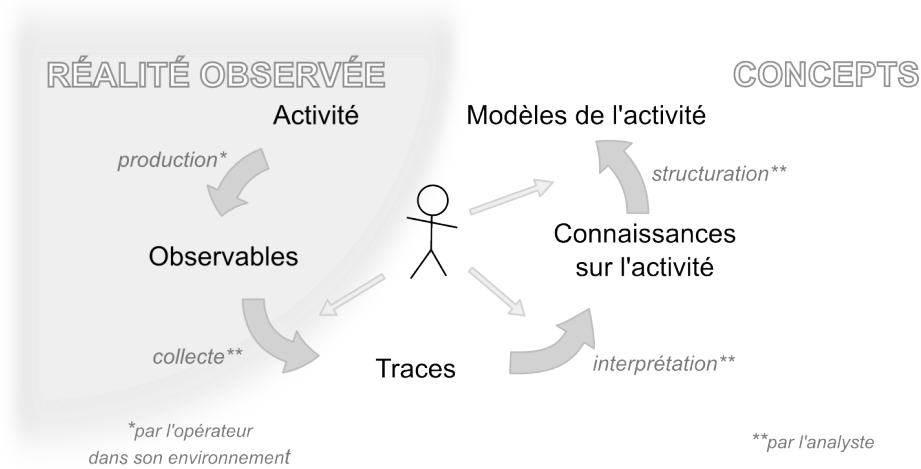 RÉALITÉ OBSERVÉE
CONCEPTS
Activité
Modèles de l'activité
production*
structuration**
Observables
Connaissances
sur l'activité
collecte**
Traces
interprétation**
*par l'opérateur
dans son environnement
**par l'analyste